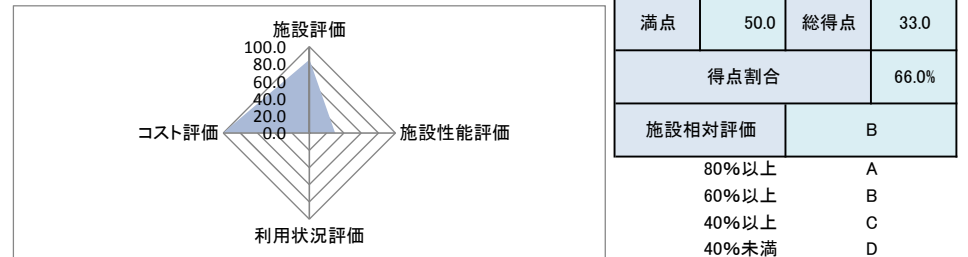 施設評価
100.0
80.0
60.0
40.0
20.0
0.0
コスト評価
施設性能評価
利用状況評価
満点 50.0 総得点 33.0
得点割合 66.0%
施設相対評価 B
80%以上 A
60%以上 B
40%以上 C
40%未満 D